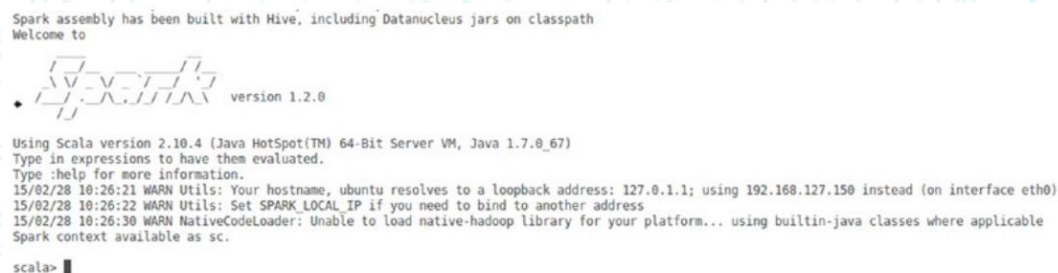 Spark assembly has been built with Hive, including Datanucleus jars on classpath
Welcome to
Spark version 1.2.0
Using Scala version 2.10.4 (Java HotSpot(TM) 64-Bit Server VM, Java 1.7.0_67)
Type in expressions to have them evaluated.
Type :help for more information.
15/02/28 10:26:21 WARN Utils: Your hostname, ubuntu resolves to a loopback address: 127.0.1.1; using 192.168.127.150 instead (on interface eth0)
15/02/28 10:26:22 WARN Utils: Set SPARK_LOCAL_IP if you need to bind to another address
15/02/28 10:26:30 WARN NativeCodeLoader: Unable to load native-hadoop library for your platform... using builtin-java classes where applicable
Spark context available as sc.
scala>